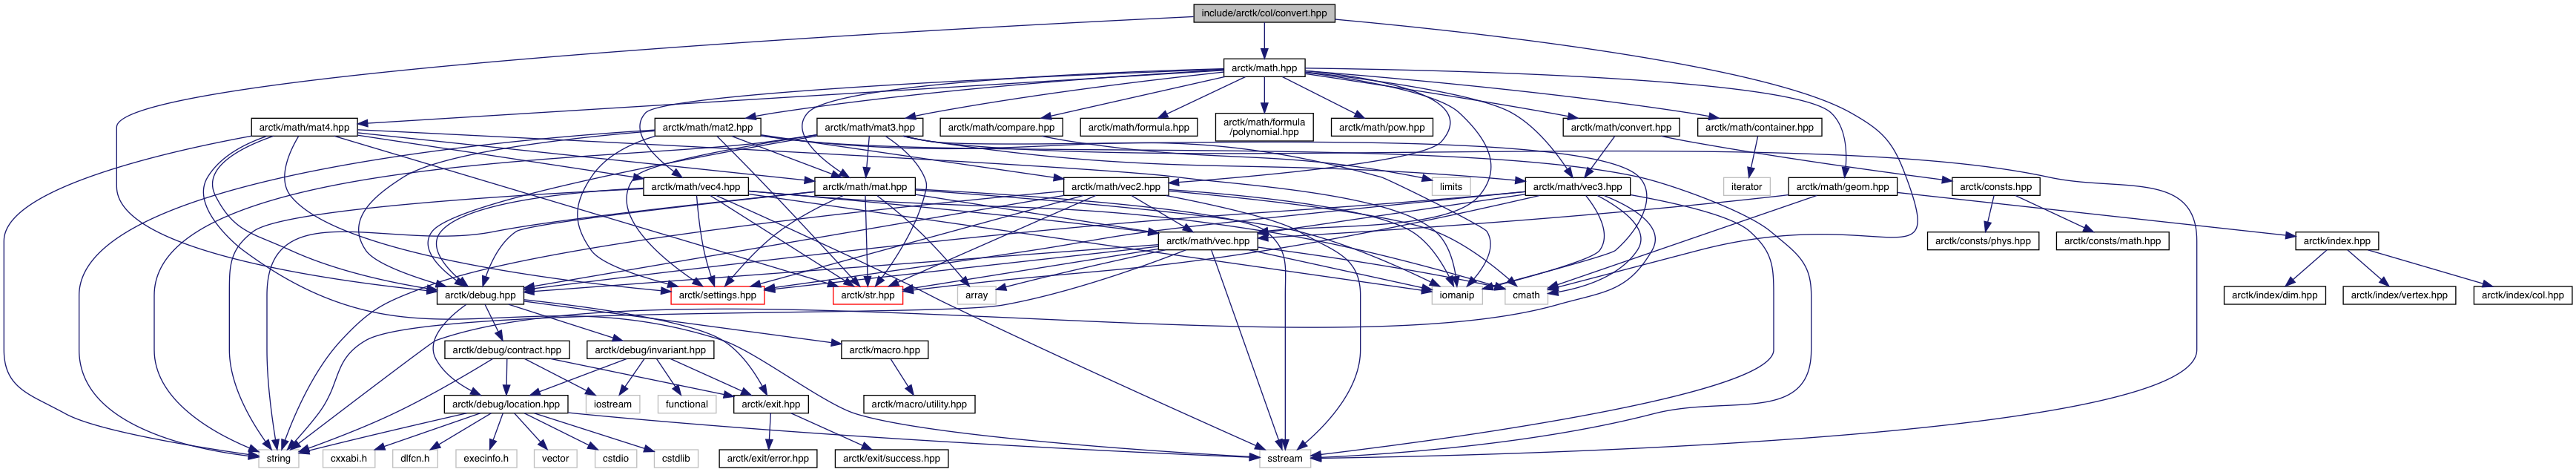 include/arctk/col/convert.hpp
arctk/math.hpp
arctk/math/mat4.hpp
arctk/math/mat2.hpp
arctk/math/mat3.hpp
arctk/math/compare.hpp
arctk/math/formula.hpp
arctk/math/formula
/polynomial.hpp
arctk/math/pow.hpp
arctk/math/convert.hpp
arctk/math/container.hpp
arctk/math/vec4.hpp
arctk/math/mat.hpp
arctk/math/vec2.hpp
limits
arctk/math/vec3.hpp
iterator
arctk/math/geom.hpp
arctk/consts.hpp
arctk/math/vec.hpp
arctk/consts/phys.hpp
arctk/consts/math.hpp
arctk/index.hpp
arctk/debug.hpp
arctk/settings.hpp
arctk/str.hpp
array
iomanip
cmath
arctk/index/dim.hpp
arctk/index/vertex.hpp
arctk/index/col.hpp
arctk/debug/contract.hpp
arctk/debug/invariant.hpp
arctk/macro.hpp
arctk/debug/location.hpp
iostream
functional
arctk/exit.hpp
arctk/macro/utility.hpp
string
cxxabi.h
dlfcn.h
execinfo.h
vector
cstdio
cstdlib
arctk/exit/error.hpp
arctk/exit/success.hpp
sstream